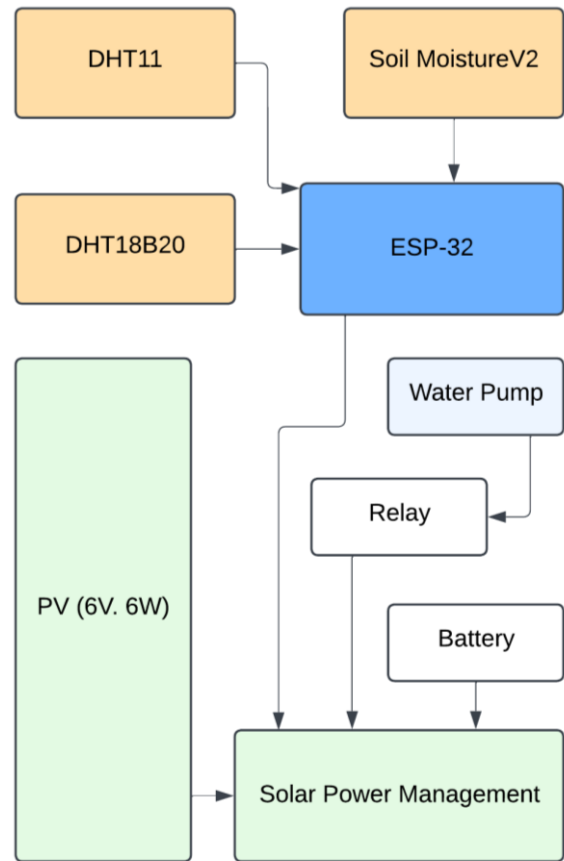 DHT11
Soil MoistureV2
DHT18B20
ESP-32
Water Pump
Relay
PV (6V. 6W)
Battery
Solar Power Management